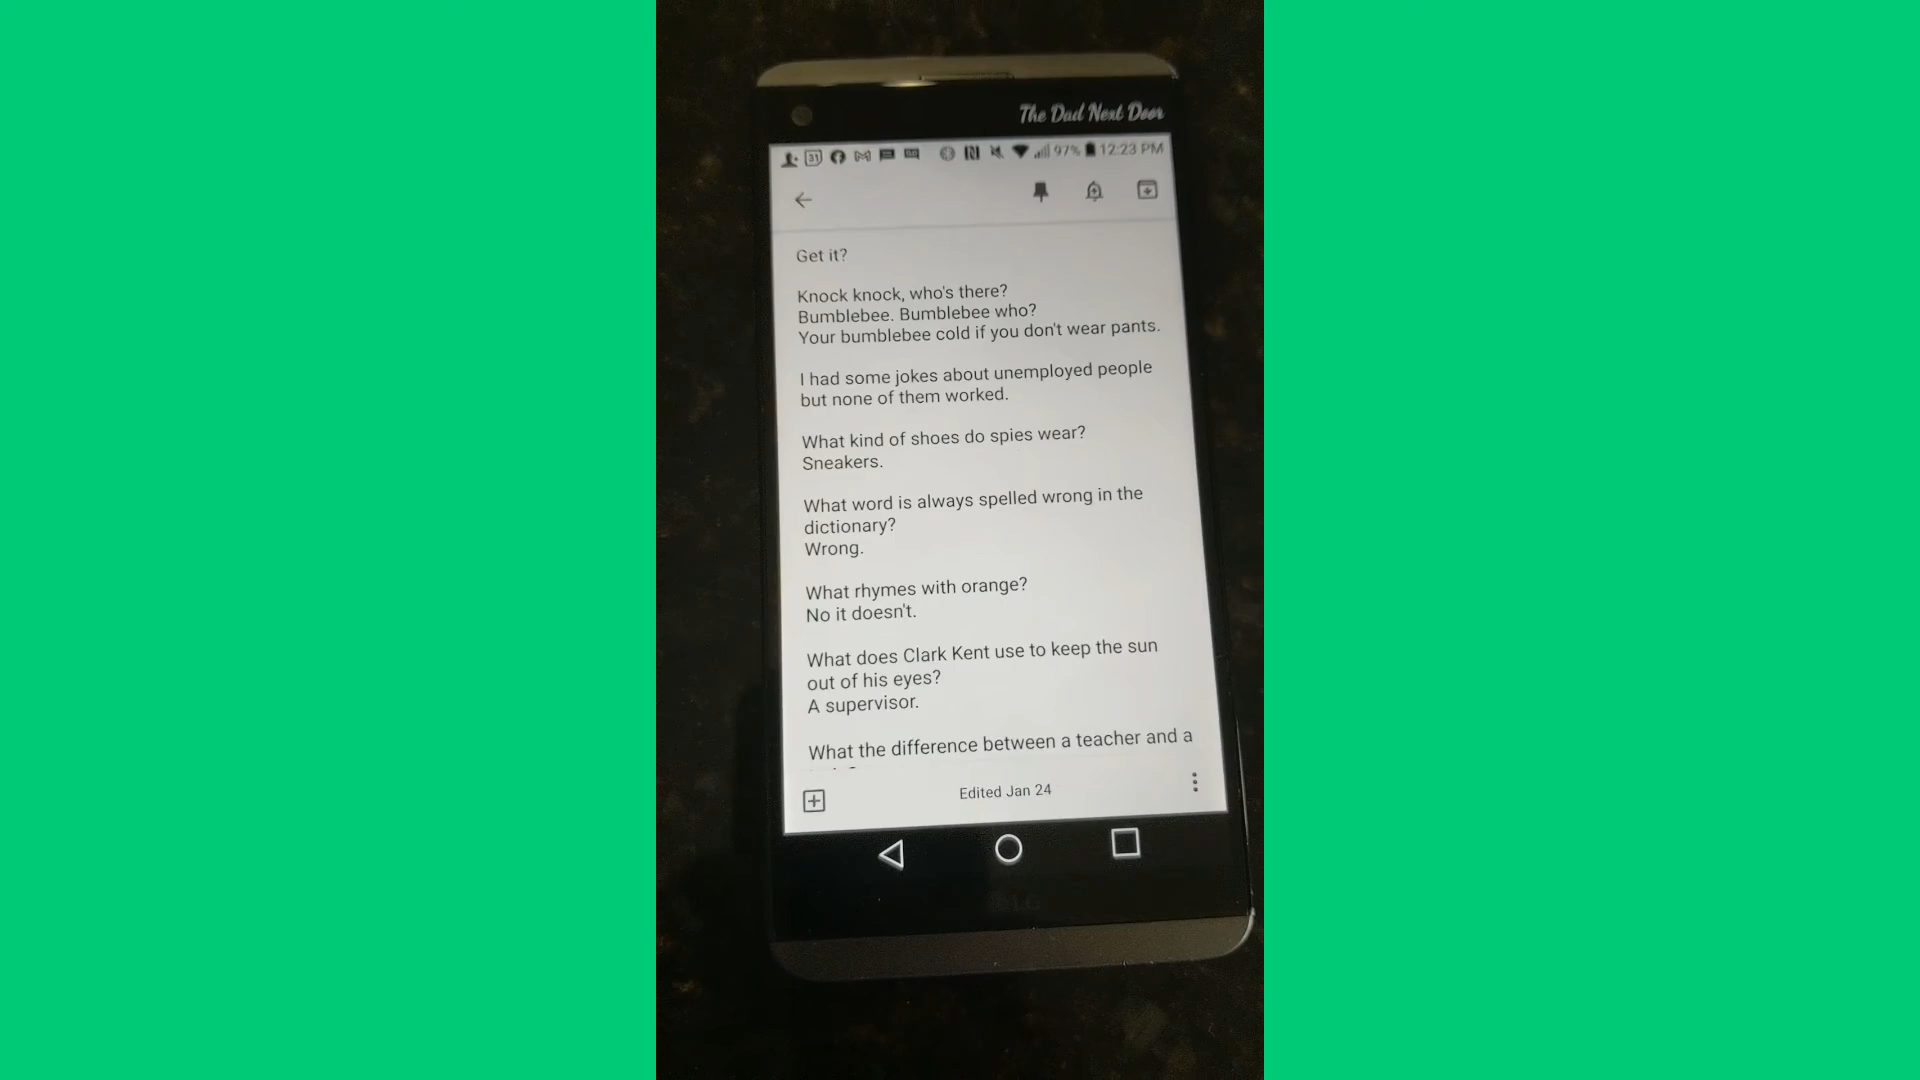 The Dad Next Door
31
97% 12:23 PM
Get it?
Knock knock, who's there?
Bumblebee. Bumblebee who?
Your bumblebee cold if you don't wear pants.
I had some jokes about unemployed people
but none of them worked.
What kind of shoes do spies wear?
Sneakers.
What word is always spelled wrong in the
dictionary?
Wrong.
What rhymes with orange?
No it doesn't.
What does Clark Kent use to keep the sun
out of his eyes?
A supervisor.
What the difference between a teacher and a
Edited Jan 24
LG